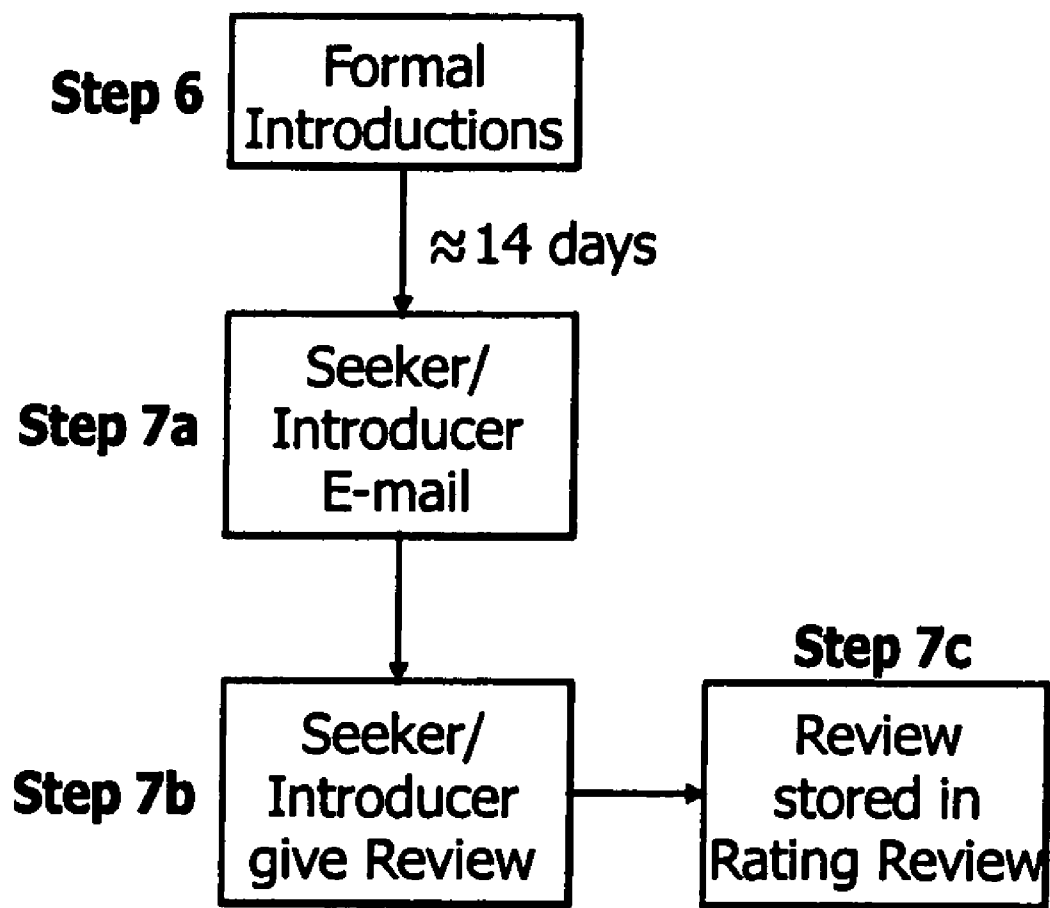 Formal
Step 6
Introductions
≈14 days
Seeker/
Step 7a
Introducer
E-mail
Step 7c
Seeker/
Step 7b
Introducer
give Review
Review
stored in
Rating Review